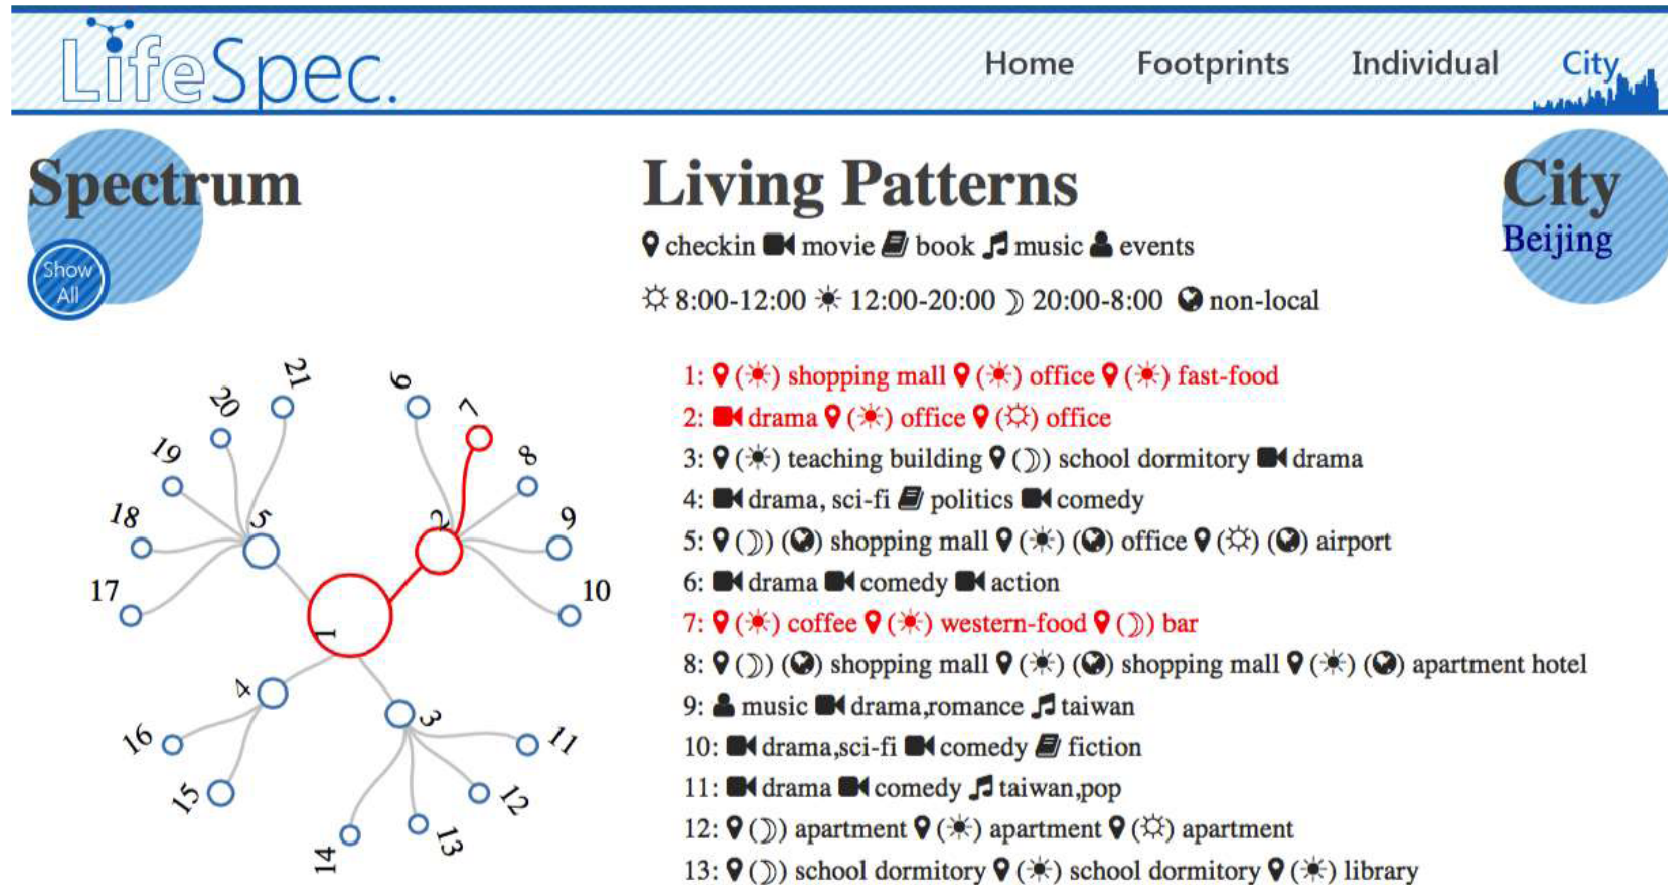 LifeSpec.
Home Footprints Individual City
Spectrum
Show
All
Living Patterns
checkin movie book music events
8:00-12:00 12:00-20:00 20:00-8:00 non-local
City
Beijing
21
20
19
18
17
5
6
7
8
9
10
2
1
4
16
15
3
11
12
13
14
1: (☀) shopping mall (☀) office (☀) fast-food
2: drama (☀) office (☼) office
3: (☀) teaching building (☽) school dormitory drama
4: drama, sci-fi politics comedy
5: (☽) () shopping mall (☀) () office (☼) () airport
6: drama comedy action
7: (☀) coffee (☀) western-food (☽) bar
8: (☽) () shopping mall (☀) () shopping mall (☀) () apartment hotel
9: music drama,romance taiwan
10: drama,sci-fi comedy fiction
11: drama comedy taiwan,pop
12: (☽) apartment (☀) apartment (☼) apartment
13: (☽) school dormitory (☀) school dormitory (☀) library